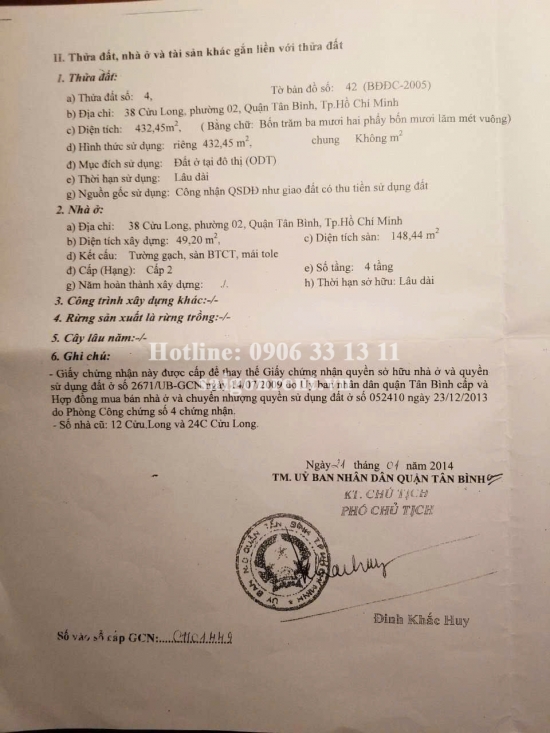 II. Thửa đất, nhà ở và tài sản khác gắn liền với thửa đất
1. Thửa đất:
a) Thửa đất số: 4, Tờ bản đồ số: 42 (BĐĐC-2005)
b) Địa chỉ: 38 Cửu Long, phường 02, Quận Tân Bình, Tp.Hồ Chí Minh
c) Diện tích: 432,45m², ( Bằng chữ: Bốn trăm ba mươi hai phẩy bốn mươi lăm mét vuông)
d) Hình thức sử dụng: riêng 432,45 m², chung Không m²
đ) Mục đích sử dụng: Đất ở tại đô thị (ODT)
e) Thời hạn sử dụng: Lâu dài
g) Nguồn gốc sử dụng: Công nhận QSDĐ như giao đất có thu tiền sử dụng đất
2. Nhà ở:
a) Địa chỉ: 38 Cửu Long, phường 02, Quận Tân Bình, Tp.Hồ Chí Minh
b) Diện tích xây dựng: 49,20 m², c) Diện tích sàn: 148,44 m²
d) Kết cấu: Tường gạch, sàn BTCT, mái tole
đ) Cấp (Hạng): Cấp 2 e) Số tầng: 4 tầng
g) Năm hoàn thành xây dựng: ./. h) Thời hạn sở hữu: Lâu dài
3. Công trình xây dựng khác:-/-
4. Rừng sản xuất là rừng trồng:-/-
5. Cây lâu năm:-/-
6. Ghi chú:
Hotline: 0906 33 13 11
- Giấy chứng nhận này được cấp để thay thế Giấy chứng nhận quyền sở hữu nhà ở và quyền
sử dụng đất ở số 2671/UB-GCN ngày 24/07/2009 do Ủy ban nhân dân quận Tân Bình cấp và
Hợp đồng mua bán nhà ở và chuyển nhượng quyền sử dụng đất ở số 052410 ngày 23/12/2013
do Phòng Công chứng số 4 chứng nhận.
- Số nhà cũ: 12 Cửu Long và 24C Cửu Long.
Ngày 21 tháng 01 năm 2014
TM. UỶ BAN NHÂN DÂN QUẬN TÂN BÌNH
KT. CHỦ TỊCH
PHÓ CHỦ TỊCH
ỦY BAN N.D QUẬN TÂN BÌNH T.P HỒ CHÍ MINH
Đinh Khắc Huy
Số vào sổ cấp GCN: